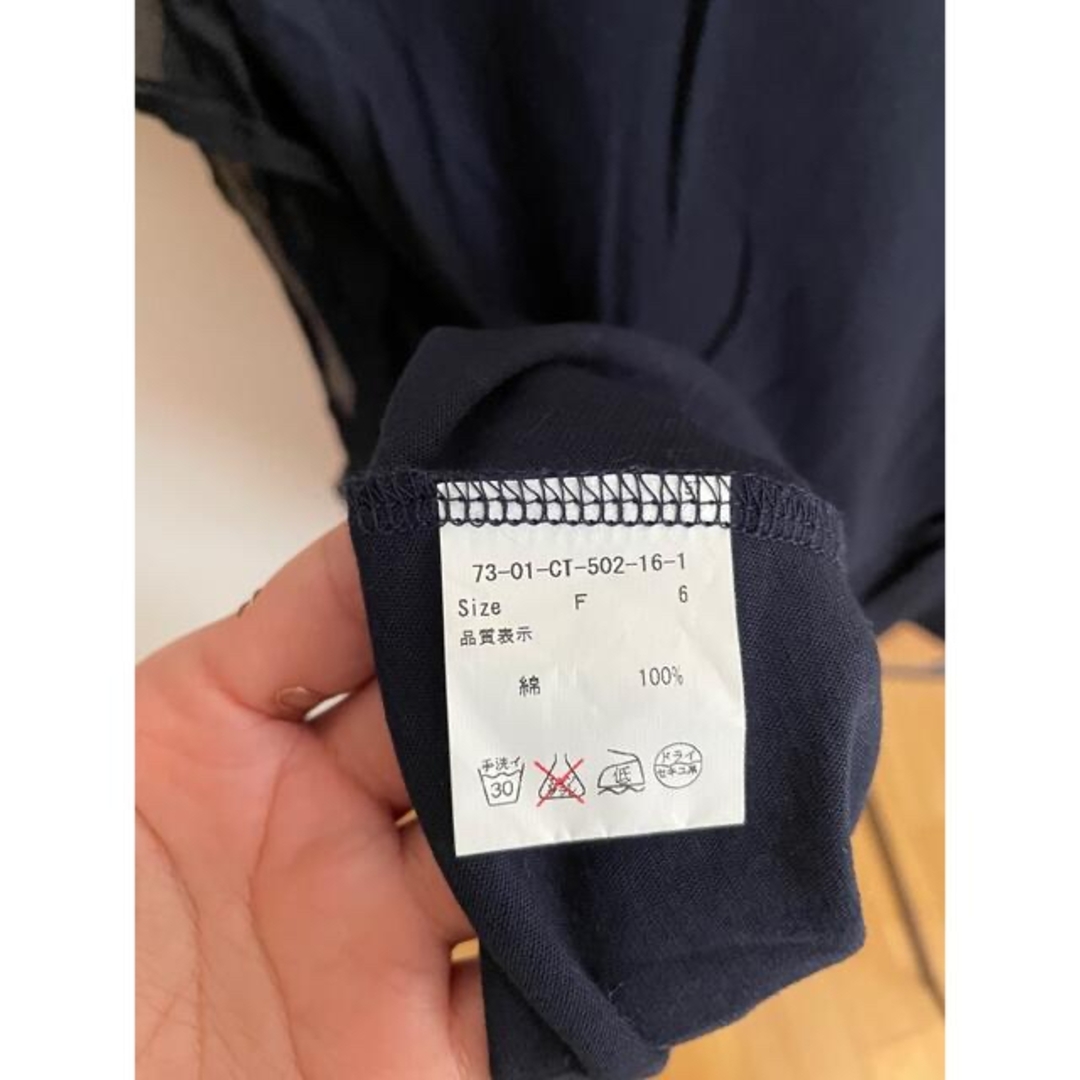 73-01-CT-502-16-1
Size F 6
品質表示
綿 100%
手洗イ
30
低
ドライ
セキユ系